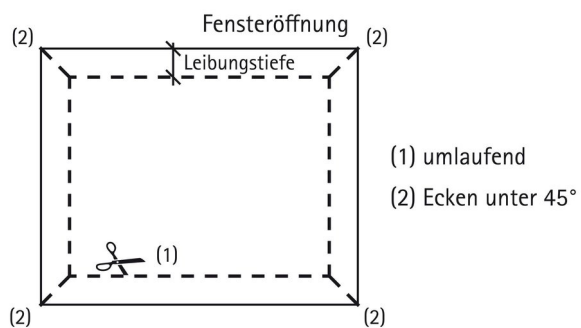 Fensteröffnung
(2)
(2)
Leibungstiefe
(1) umlaufend
(2) Ecken unter 45°
(1)
(2)
(2)